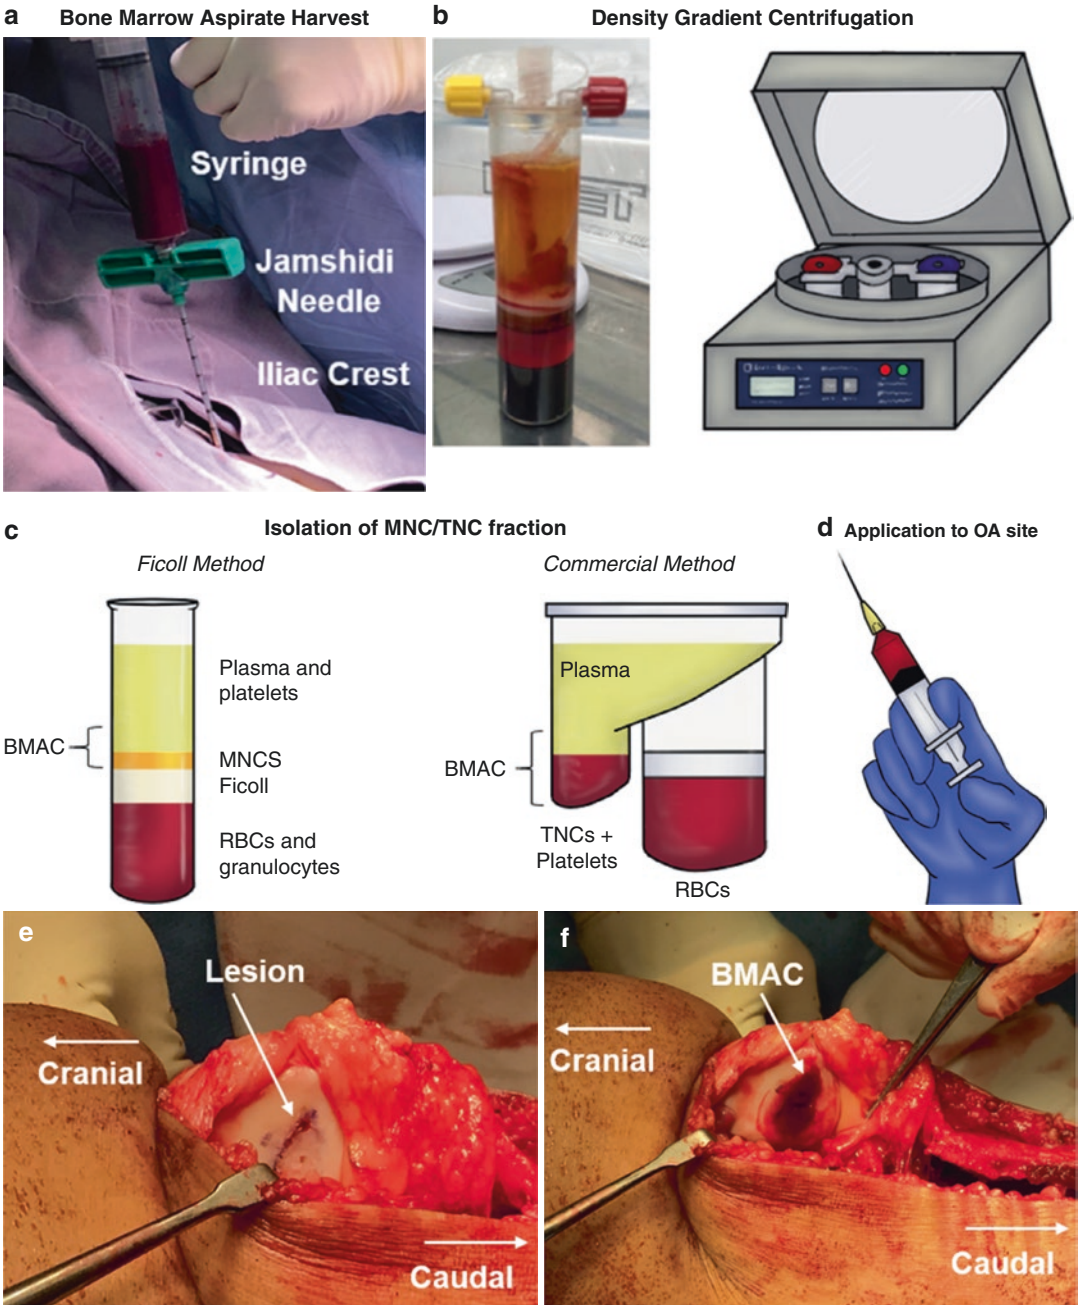 a Bone Marrow Aspirate Harvest
b Density Gradient Centrifugation
Syringe
Jamshidi
Needle
Iliac Crest
c Isolation of MNC/TNC fraction
Ficoll Method
Commercial Method
BMAC
Plasma and
platelets
MNCS
Ficoll
RBCs and
granulocytes
Plasma
BMAC
TNCs +
Platelets
RBCs
d Application to OA site
e
Lesion
Cranial
Caudal
f
BMAC
Cranial
Caudal